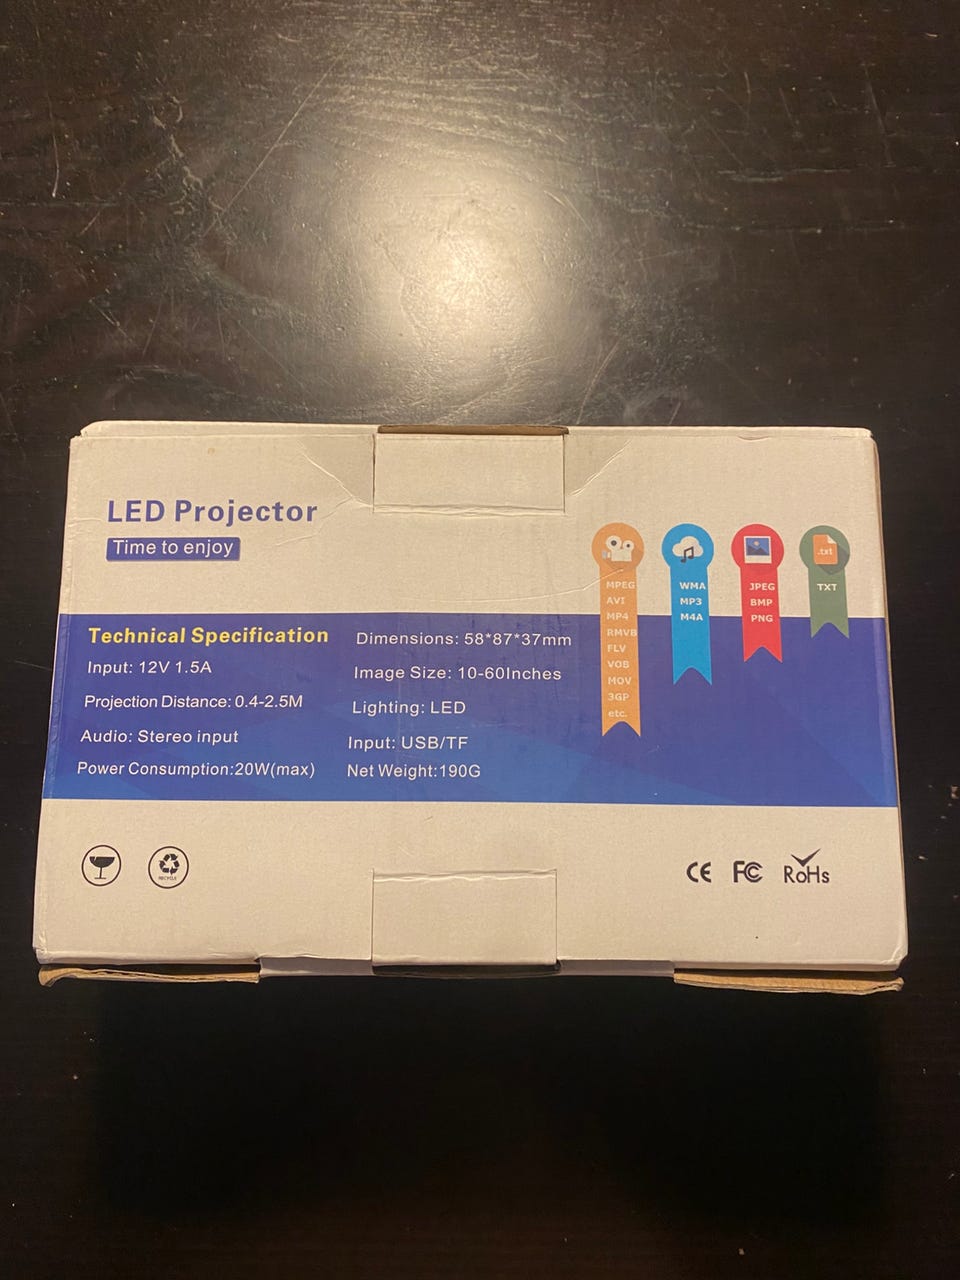 LED Projector
Time to enjoy
Technical Specification
Input: 12V 1.5A
Projection Distance: 0.4-2.5M
Audio: Stereo input
Power Consumption:20W(max)
Dimensions: 58*87*37mm
Image Size: 10-60Inches
Lighting: LED
Input: USB/TF
Net Weight:190G
MPEG
AVI
MP4
RMVB
FLV
VOB
MOV
3GP
etc.
WMA
MP3
M4A
JPEG
BMP
PNG
.txt
TXT
RECYCLE
CE FC RoHs